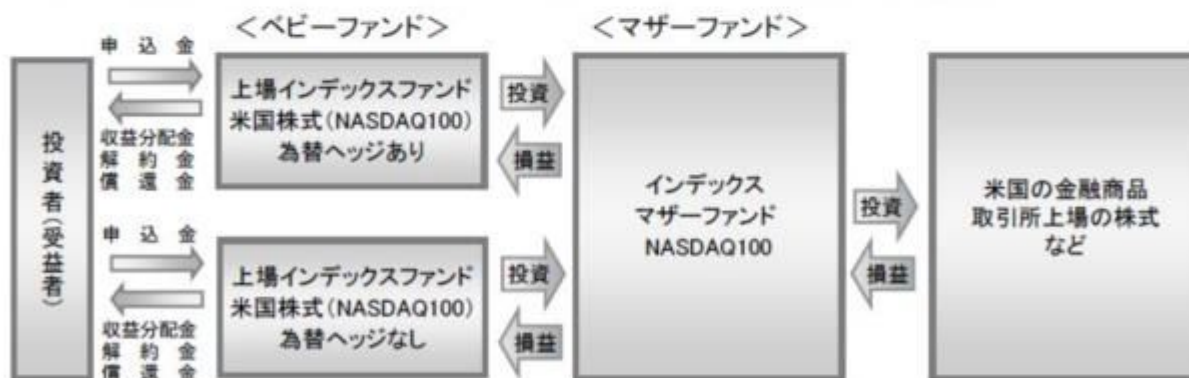 ＜ベビーファンド＞
＜マザーファンド＞
投資者(受益者)
申込金
収益分配金
解約金
償還金
上場インデックスファンド
米国株式(NASDAQ100)
為替ヘッジあり
投資
損益
申込金
収益分配金
解約金
償還金
上場インデックスファンド
米国株式(NASDAQ100)
為替ヘッジなし
投資
損益
インデックス
マザーファンド
NASDAQ100
投資
損益
米国の金融商品
取引所上場の株式
など